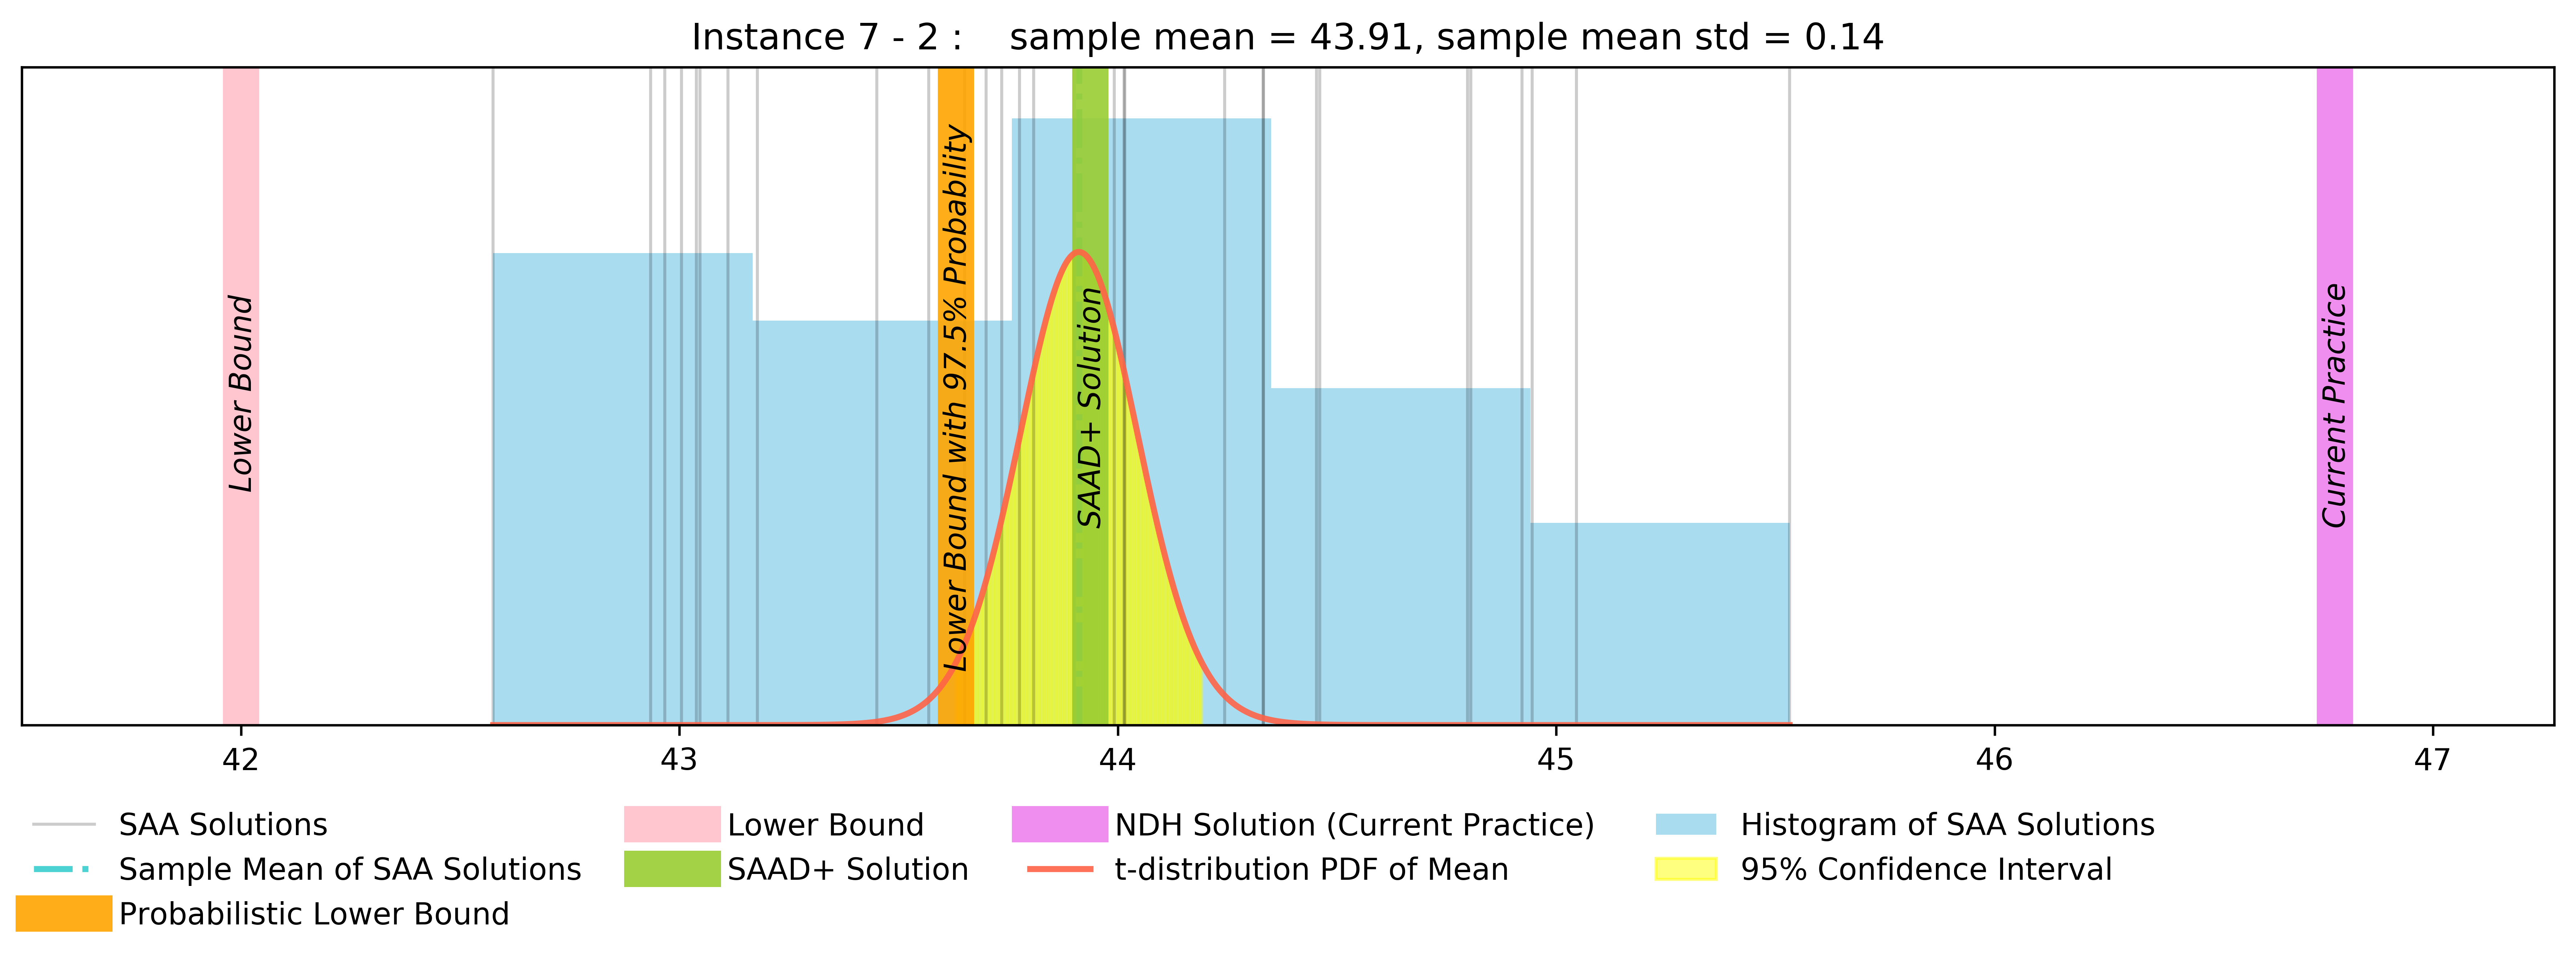 Instance 7 - 2 :    sample mean = 43.91, sample mean std = 0.14
Lower Bound
Lower Bound with 97.5% Probability
SAAD+ Solution
Current Practice
42 43 44 45 46 47
SAA Solutions
Sample Mean of SAA Solutions
Probabilistic Lower Bound
Lower Bound
SAAD+ Solution
NDH Solution (Current Practice)
t-distribution PDF of Mean
Histogram of SAA Solutions
95% Confidence Interval